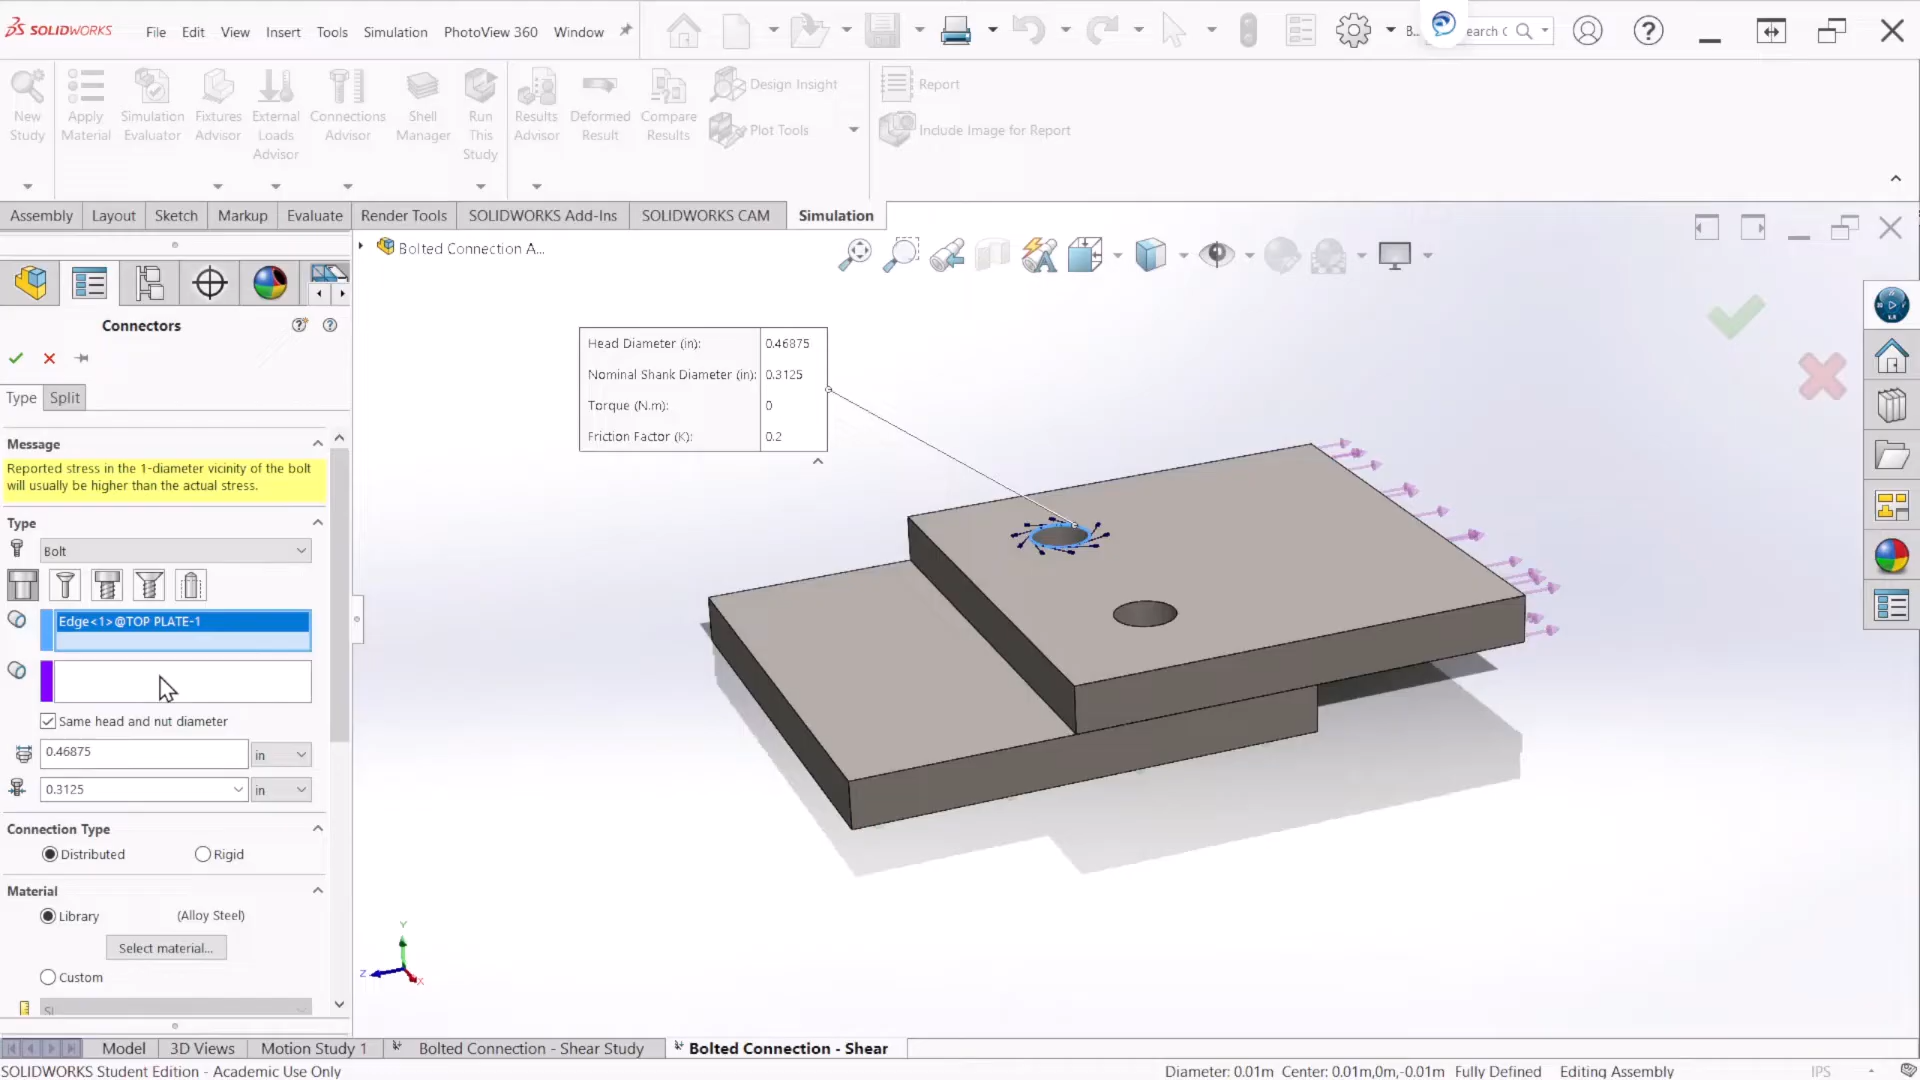 SOLIDWORKS File Edit View Insert Tools Simulation PhotoView 360 Window B... earch
New Study
Apply Material
Simulation Evaluator
Fixtures Advisor
External Loads Advisor
Connections Advisor
Shell Manager
Run This Study
Results Advisor
Deformed Result
Compare Results
Design Insight
Plot Tools
Report
Include Image for Report
Assembly Layout Sketch Markup Evaluate Render Tools SOLIDWORKS Add-Ins SOLIDWORKS CAM Simulation
Bolted Connection A...
Connectors
Type Split
Message
Reported stress in the 1-diameter vicinity of the bolt
will usually be higher than the actual stress.
Type
Bolt
Edge<1>@TOP PLATE-1
Same head and nut diameter
0.46875 in
0.3125 in
Connection Type
Distributed Rigid
Material
Library (Alloy Steel)
Select material...
Custom
SI
Head Diameter (in): 0.46875
Nominal Shank Diameter (in): 0.3125
Torque (N.m): 0
Friction Factor (K): 0.2
Y
Z
X
Model 3D Views Motion Study 1 Bolted Connection - Shear Study Bolted Connection - Shear
SOLIDWORKS Student Edition - Academic Use Only Diameter: 0.01m Center: 0.01m,0m,-0.01m Fully Defined Editing Assembly IPS